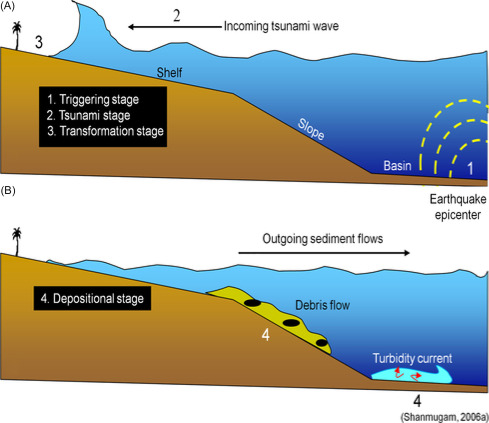 (A)
2
Incoming tsunami wave
3
Shelf
1. Triggering stage
2. Tsunami stage
3. Transformation stage
Slope
Basin
1
Earthquake
epicenter
(B)
Outgoing sediment flows
4. Depositional stage
Debris flow
4
Turbidity current
4
(Shanmugam, 2006a)